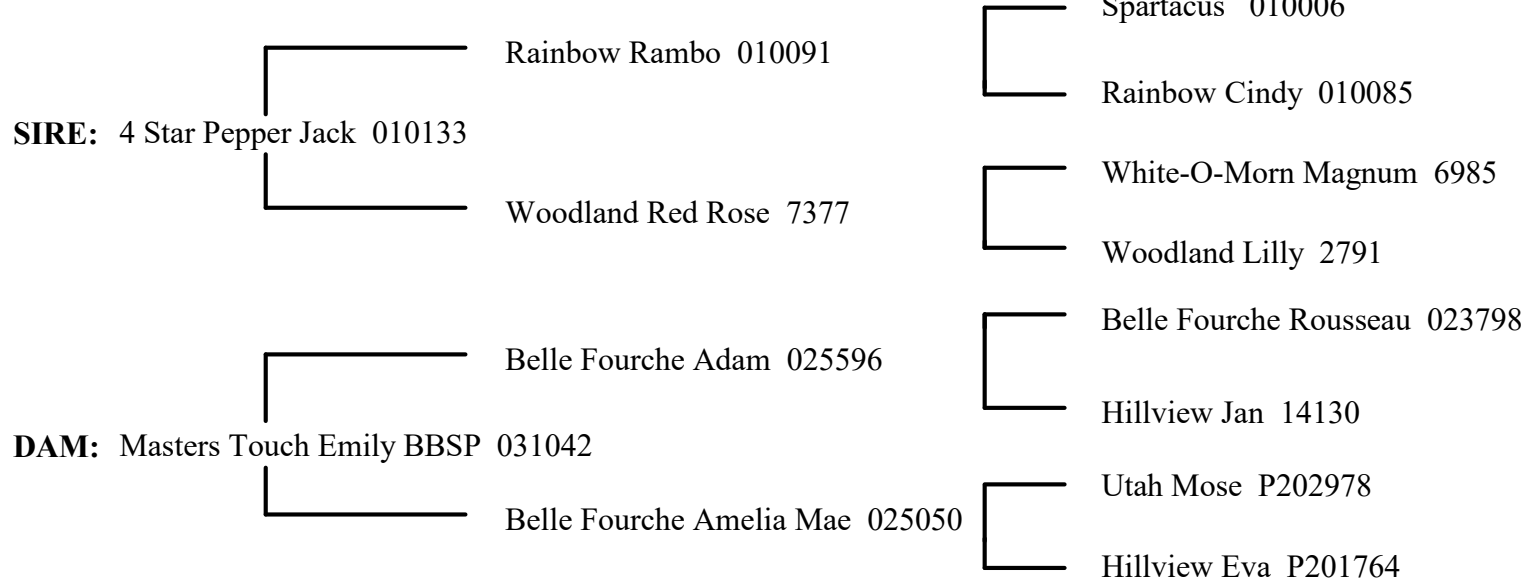 Spartacus 010006
Rainbow Rambo 010091
Rainbow Cindy 010085
SIRE: 4 Star Pepper Jack 010133
White-O-Morn Magnum 6985
Woodland Red Rose 7377
Woodland Lilly 2791
Belle Fourche Rousseau 023798
Belle Fourche Adam 025596
Hillview Jan 14130
DAM: Masters Touch Emily BBSP 031042
Utah Mose P202978
Belle Fourche Amelia Mae 025050
Hillview Eva P201764